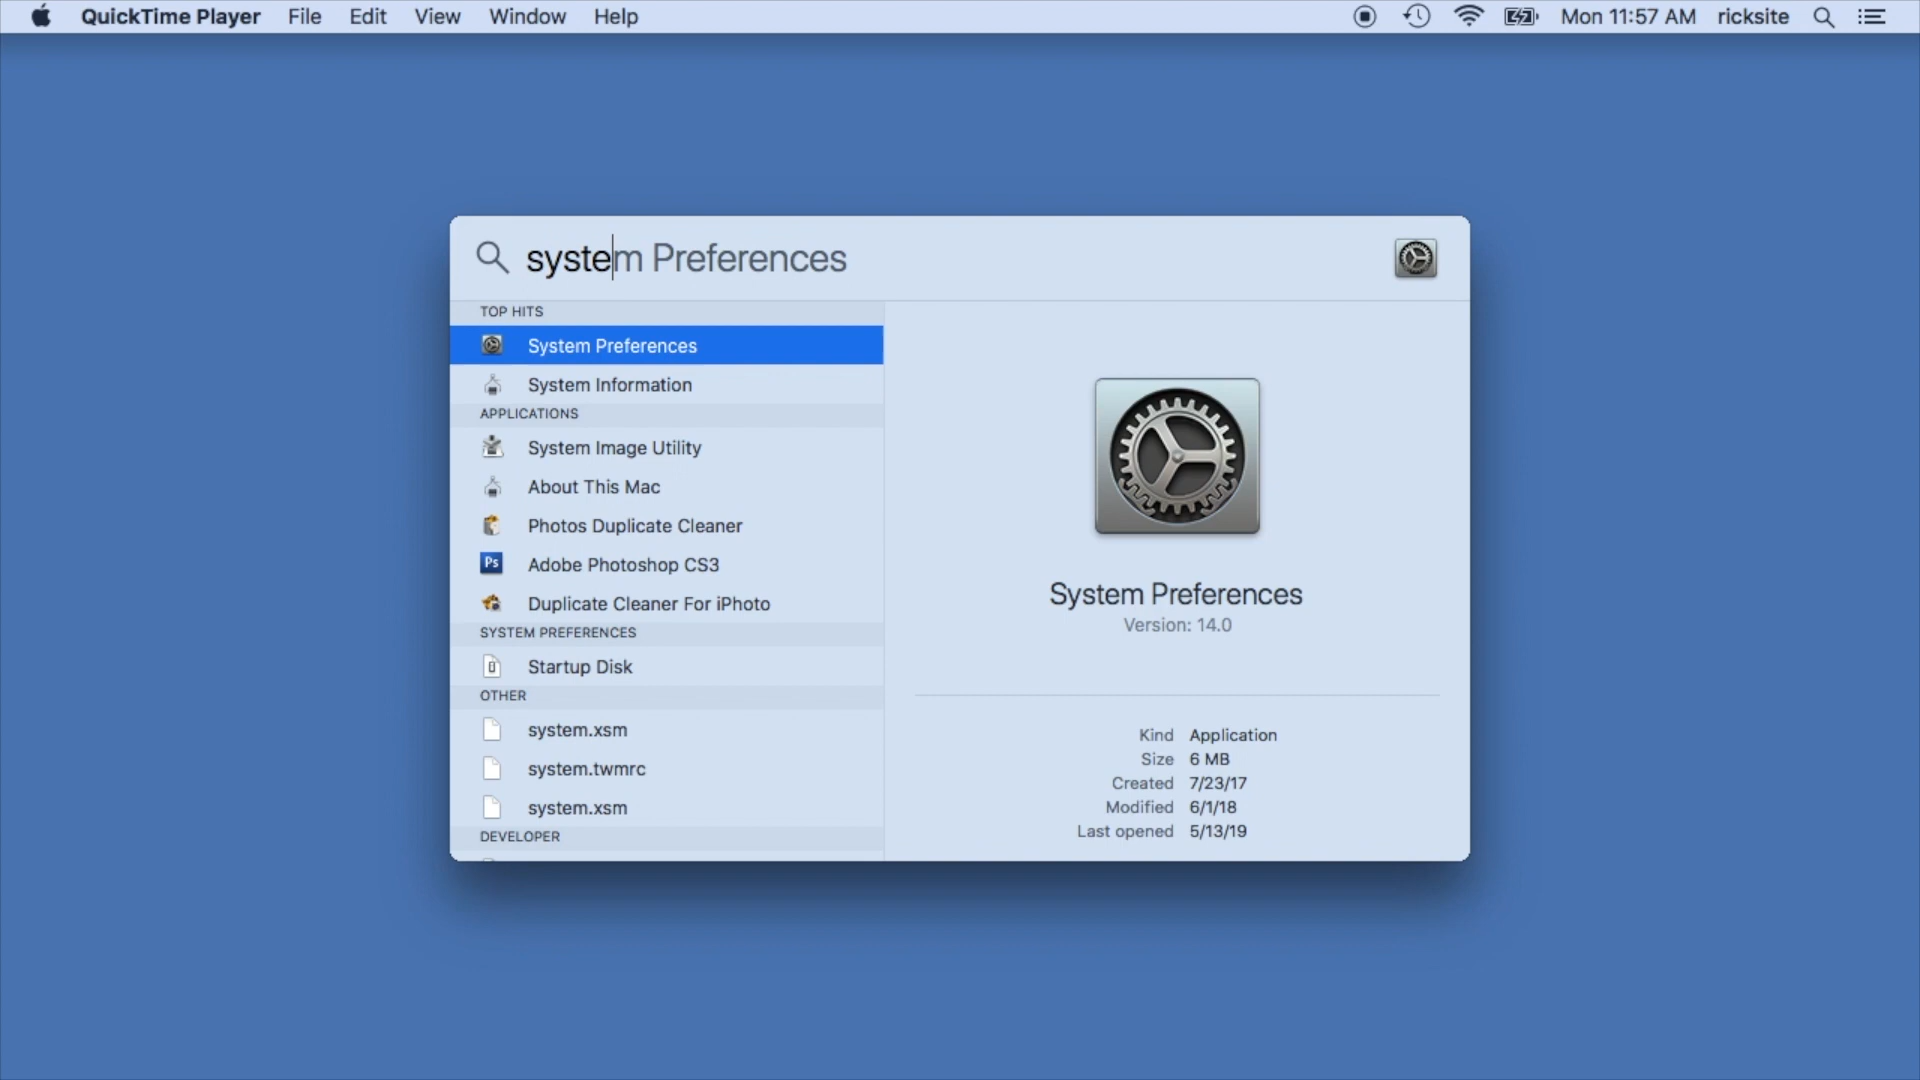 QuickTime Player File Edit View Window Help Mon 11:57 AM ricksite
system Preferences
TOP HITS
System Preferences
System Information
APPLICATIONS
System Image Utility
About This Mac
Photos Duplicate Cleaner
Ps Adobe Photoshop CS3
Duplicate Cleaner For iPhoto
SYSTEM PREFERENCES
Startup Disk
OTHER
system.xsm
system.twmrc
system.xsm
DEVELOPER
System Preferences
Version: 14.0
Kind Application
Size 6 MB
Created 7/23/17
Modified 6/1/18
Last opened 5/13/19